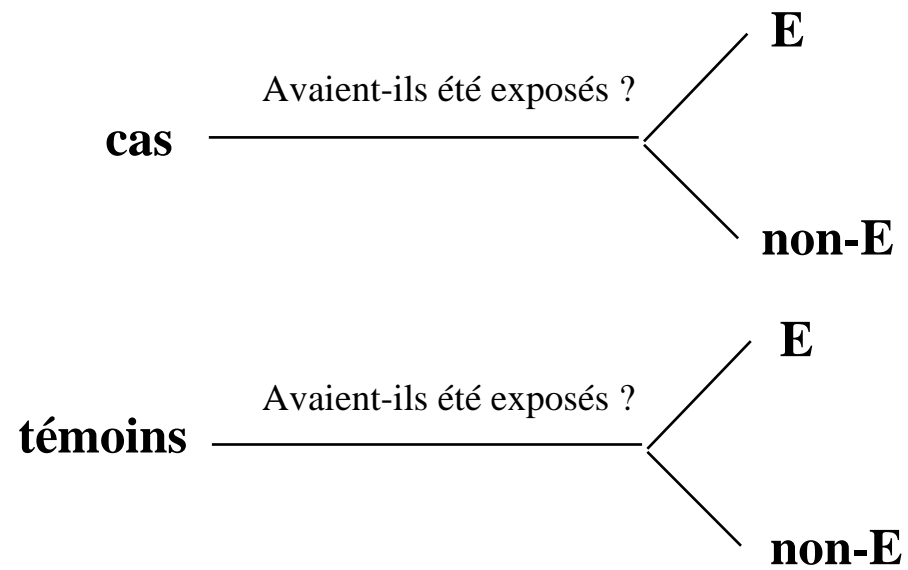 E
Avaient-ils été exposés ?
cas
non-E
E
Avaient-ils été exposés ?
témoins
non-E